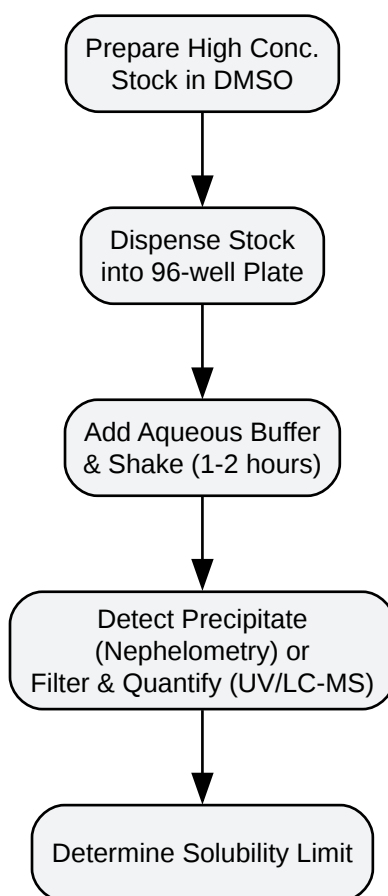 Prepare High Conc.
Stock in DMSO
Dispense Stock
into 96-well Plate
Add Aqueous Buffer
& Shake (1-2 hours)
Detect Precipitate
(Nephelometry) or
Filter & Quantify (UV/LC-MS)
Determine Solubility Limit